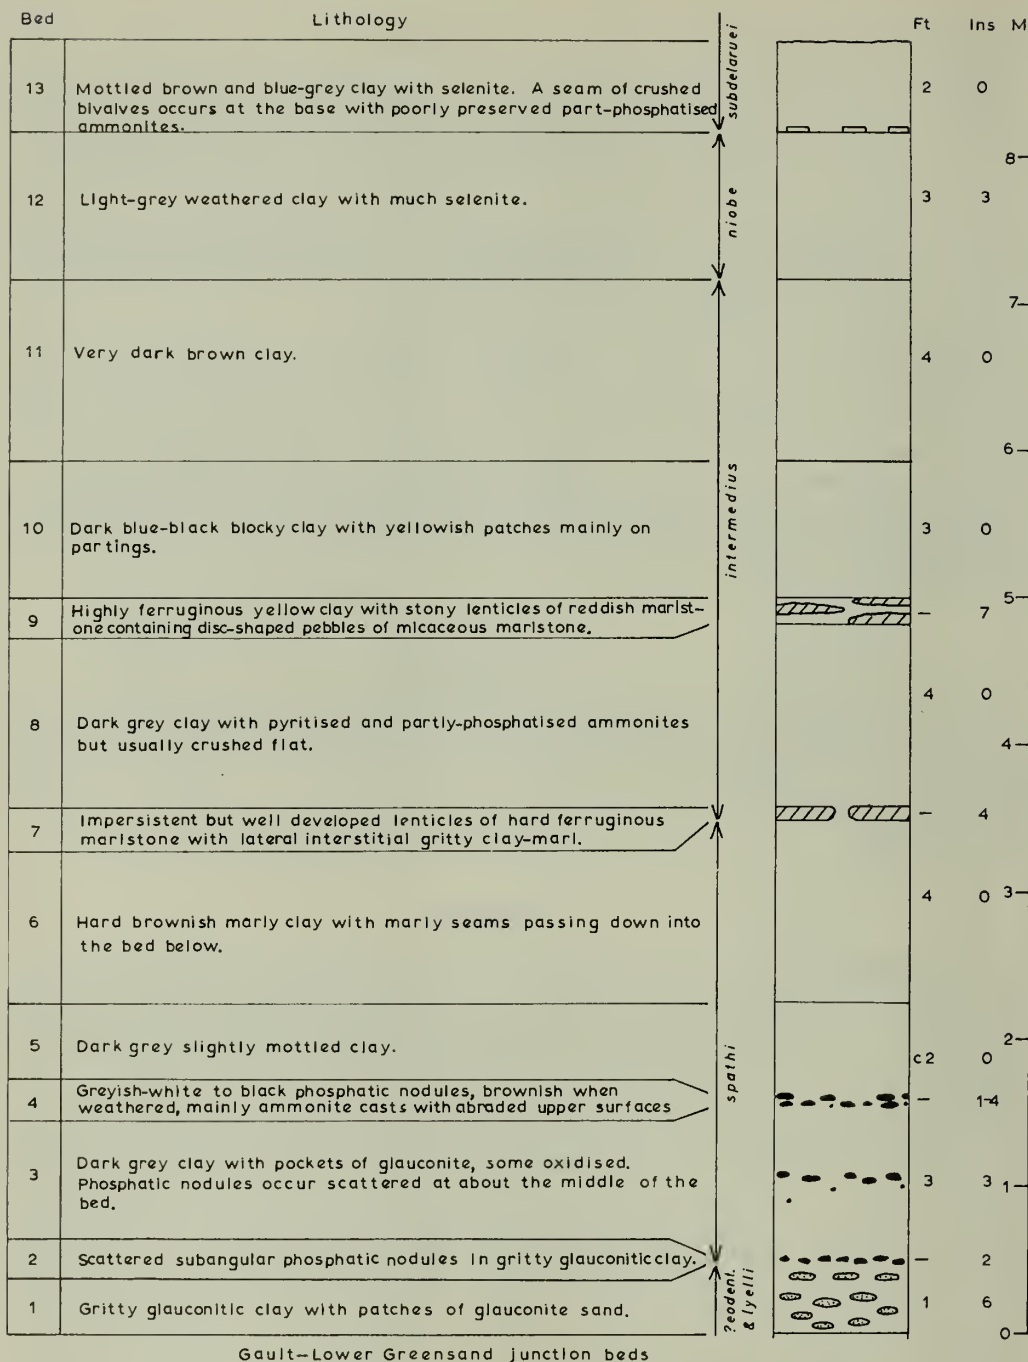 Bed Lithology Ft Ins M
13 Mottled brown and blue-grey clay with selenite. A seam of crushed
bivalves occurs at the base with poorly preserved part-phosphatised
ammonites.
subdelaruei
2 0
8
12 Light-grey weathered clay with much selenite.
niobe
3 3
7
11 Very dark brown clay.
4 0
6
intermedius
10 Dark blue-black blocky clay with yellowish patches mainly on
partings.
3 0
5
9 Highly ferruginous yellow clay with stony lenticles of reddish marlst-
one containing disc-shaped pebbles of micaceous marlstone.
– 7
8 Dark grey clay with pyritised and partly-phosphatised ammonites
but usually crushed flat.
4 0
4
7 Impersistent but well developed lenticles of hard ferruginous
marlstone with lateral interstitial gritty clay-marl.
– 4
6 Hard brownish marly clay with marly seams passing down into
the bed below.
4 0
3
5 Dark grey slightly mottled clay.
c2 0
2
spathi
4 Greyish-white to black phosphatic nodules, brownish when
weathered, mainly ammonite casts with abraded upper surfaces
– 1-4
3 Dark grey clay with pockets of glauconite, some oxidised.
Phosphatic nodules occur scattered at about the middle of the
bed.
3 3
1
2 Scattered subangular phosphatic nodules in gritty glauconitic clay.
– 2
1 Gritty glauconitic clay with patches of glauconite sand.
?eodent.
& lyelli
1 6
0
Gault-Lower Greensand junction beds